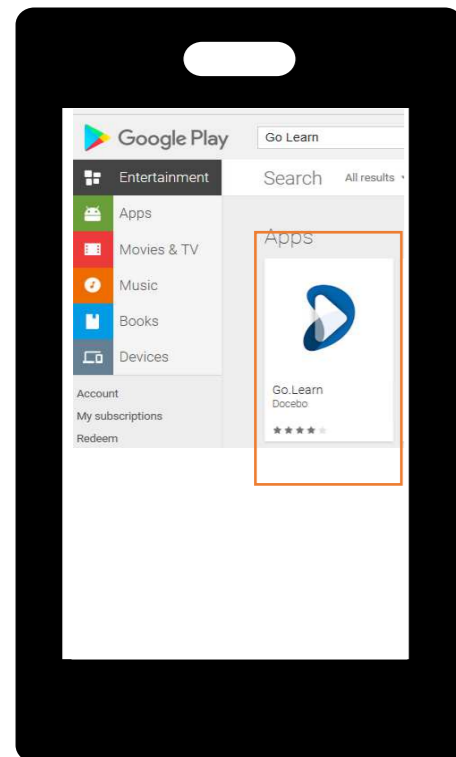 Google Play
Go Learn
Entertainment
Search
All results
Apps
Movies & TV
Music
Books
Devices
Account
My subscriptions
Redeem
Apps
Go.Learn
Docebo